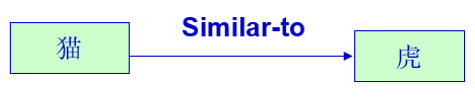 Similar-to
猫
虎